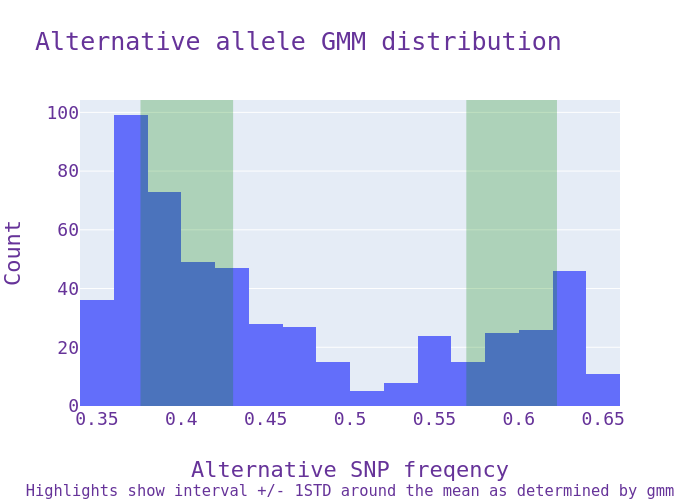 Alternative allele GMM distribution
Count
100
80
60
40
20
0
0.35 0.4 0.45 0.5 0.55 0.6 0.65
Alternative SNP freqency
Highlights show interval +/- 1STD around the mean as determined by gmm